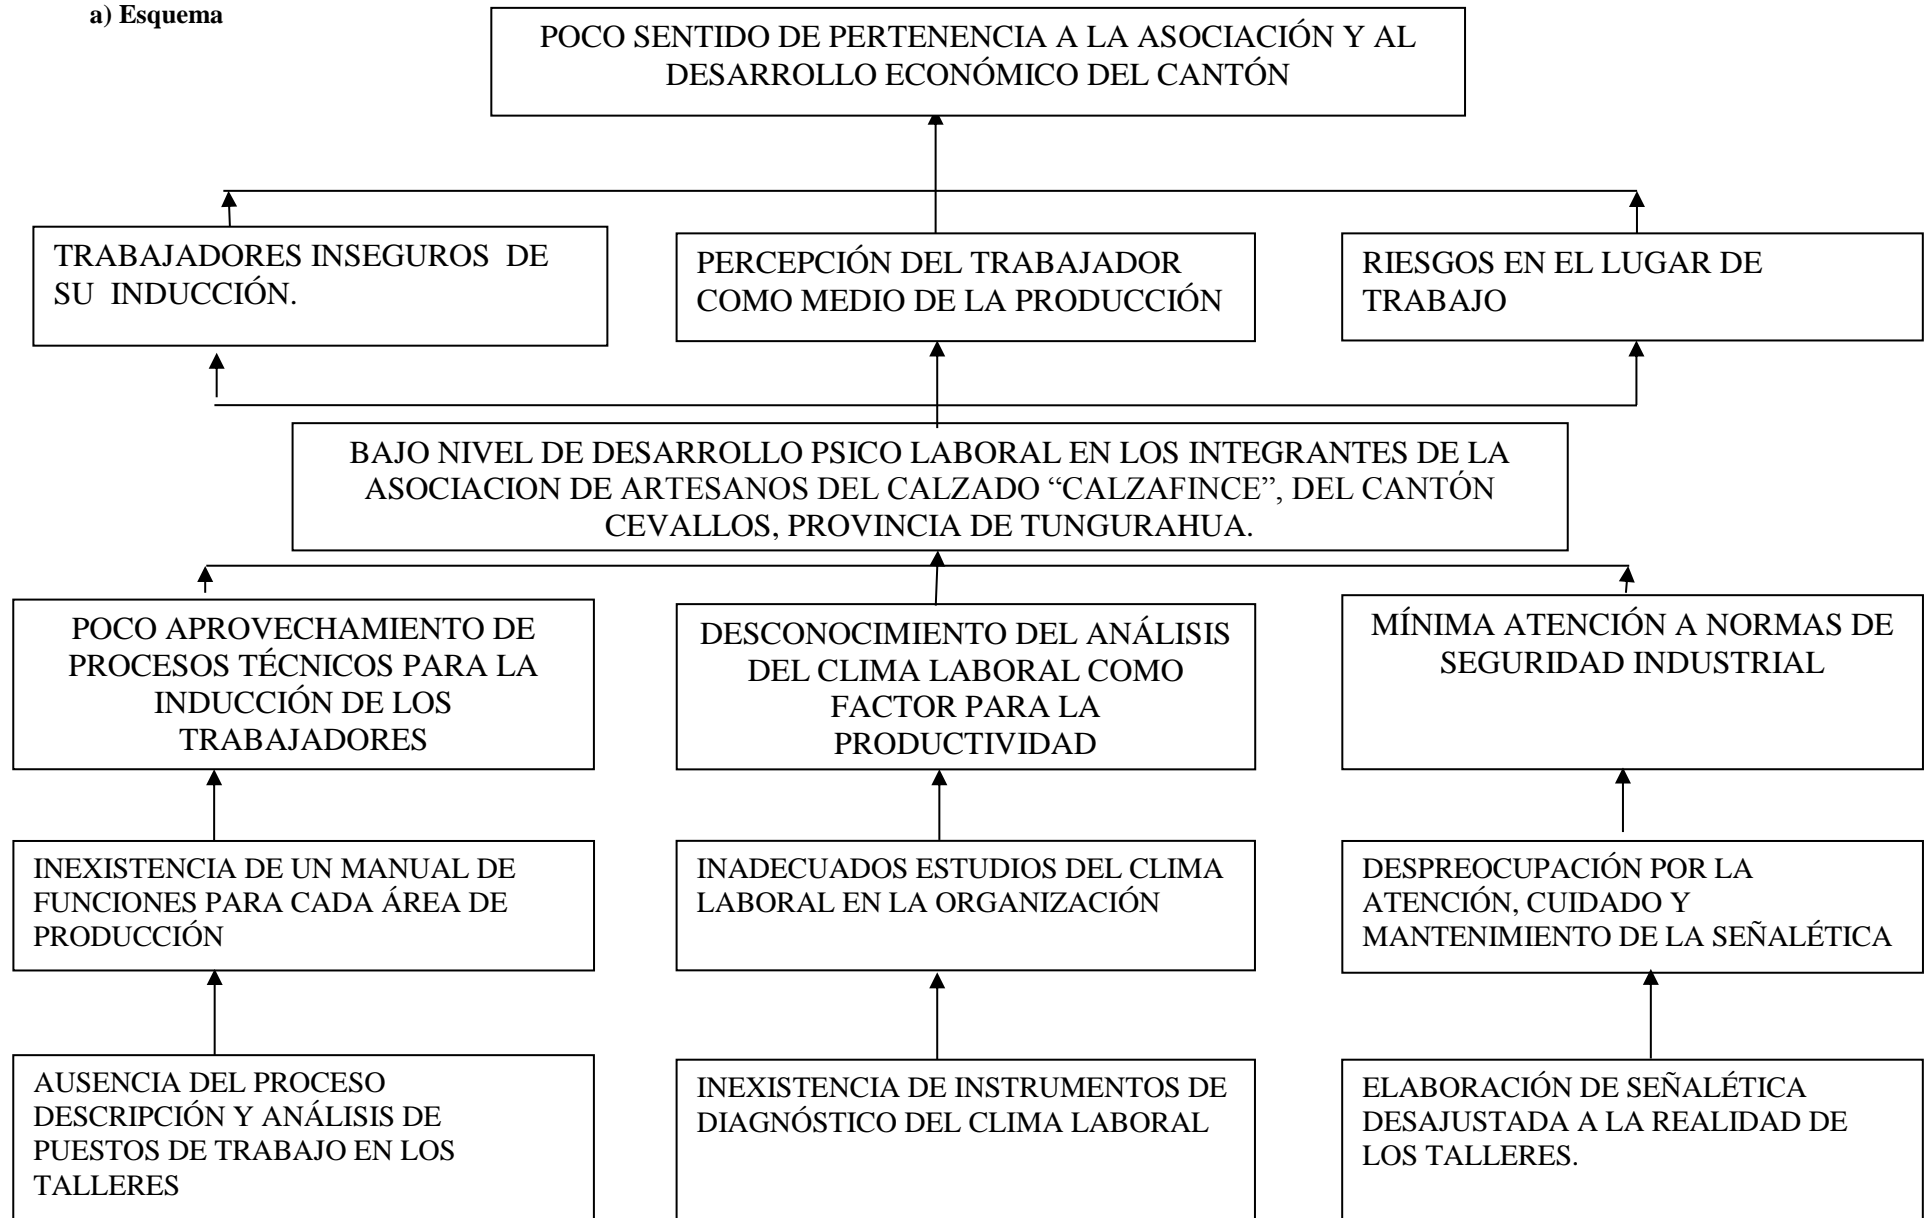 a) Esquema
POCO SENTIDO DE PERTENENCIA A LA ASOCIACIÓN Y AL
DESARROLLO ECONÓMICO DEL CANTÓN
TRABAJADORES INSEGUROS DE
SU INDUCCIÓN.
PERCEPCIÓN DEL TRABAJADOR
COMO MEDIO DE LA PRODUCCIÓN
RIESGOS EN EL LUGAR DE
TRABAJO
BAJO NIVEL DE DESARROLLO PSICO LABORAL EN LOS INTEGRANTES DE LA
ASOCIACION DE ARTESANOS DEL CALZADO “CALZAFINCE”, DEL CANTÓN
CEVALLOS, PROVINCIA DE TUNGURAHUA.
POCO APROVECHAMIENTO DE
PROCESOS TÉCNICOS PARA LA
INDUCCIÓN DE LOS
TRABAJADORES
DESCONOCIMIENTO DEL ANÁLISIS
DEL CLIMA LABORAL COMO
FACTOR PARA LA
PRODUCTIVIDAD
MÍNIMA ATENCIÓN A NORMAS DE
SEGURIDAD INDUSTRIAL
INEXISTENCIA DE UN MANUAL DE
FUNCIONES PARA CADA ÁREA DE
PRODUCCIÓN
INADECUADOS ESTUDIOS DEL CLIMA
LABORAL EN LA ORGANIZACIÓN
DESPREOCUPACIÓN POR LA
ATENCIÓN, CUIDADO Y
MANTENIMIENTO DE LA SEÑALÉTICA
AUSENCIA DEL PROCESO
DESCRIPCIÓN Y ANÁLISIS DE
PUESTOS DE TRABAJO EN LOS
TALLERES
INEXISTENCIA DE INSTRUMENTOS DE
DIAGNÓSTICO DEL CLIMA LABORAL
ELABORACIÓN DE SEÑALÉTICA
DESAJUSTADA A LA REALIDAD DE
LOS TALLERES.